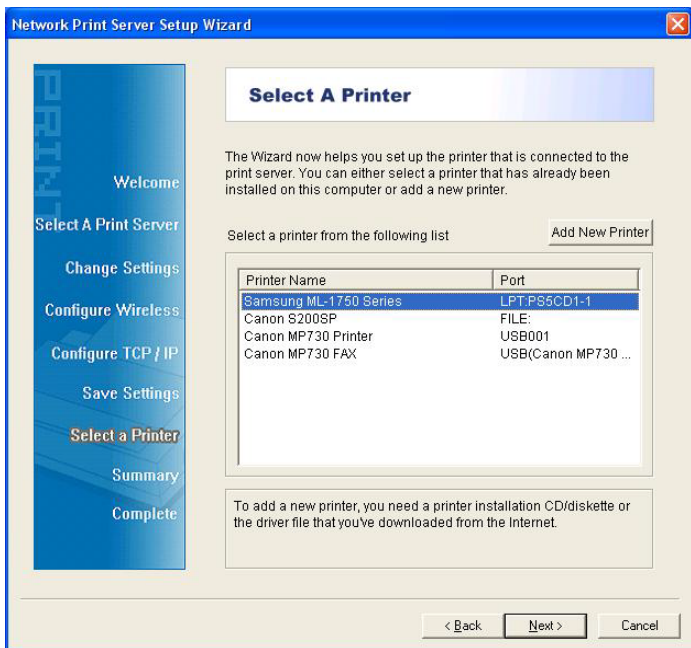 Network Print Server Setup Wizard
PRINT
Welcome
Select A Print Server
Change Settings
Configure Wireless
Configure TCP / IP
Save Settings
Select a Printer
Summary
Complete
Select A Printer
The Wizard now helps you set up the printer that is connected to the
print server. You can either select a printer that has already been
installed on this computer or add a new printer.
Select a printer from the following list
Add New Printer
Printer Name Port
Samsung ML-1750 Series LPT:PS5CD1-1
Canon S200SP FILE:
Canon MP730 Printer USB001
Canon MP730 FAX USB(Canon MP730 ...
To add a new printer, you need a printer installation CD/diskette or
the driver file that you've downloaded from the Internet.
< Back Next > Cancel